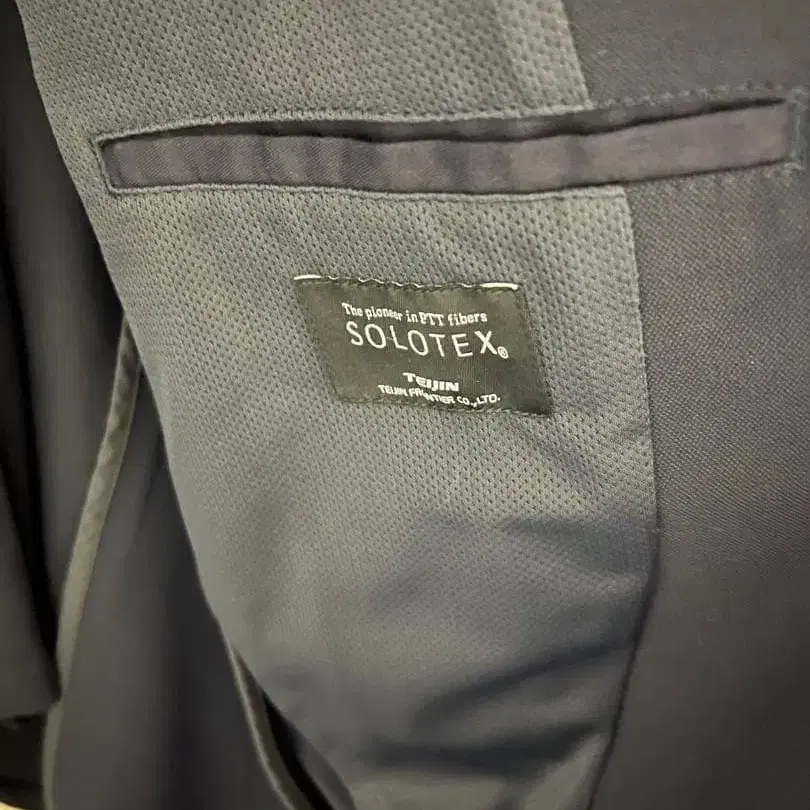 The pioneer in PTT fibers
SOLOTEX®
TEIJIN
TEIJIN FRONTIER CO.,LTD.